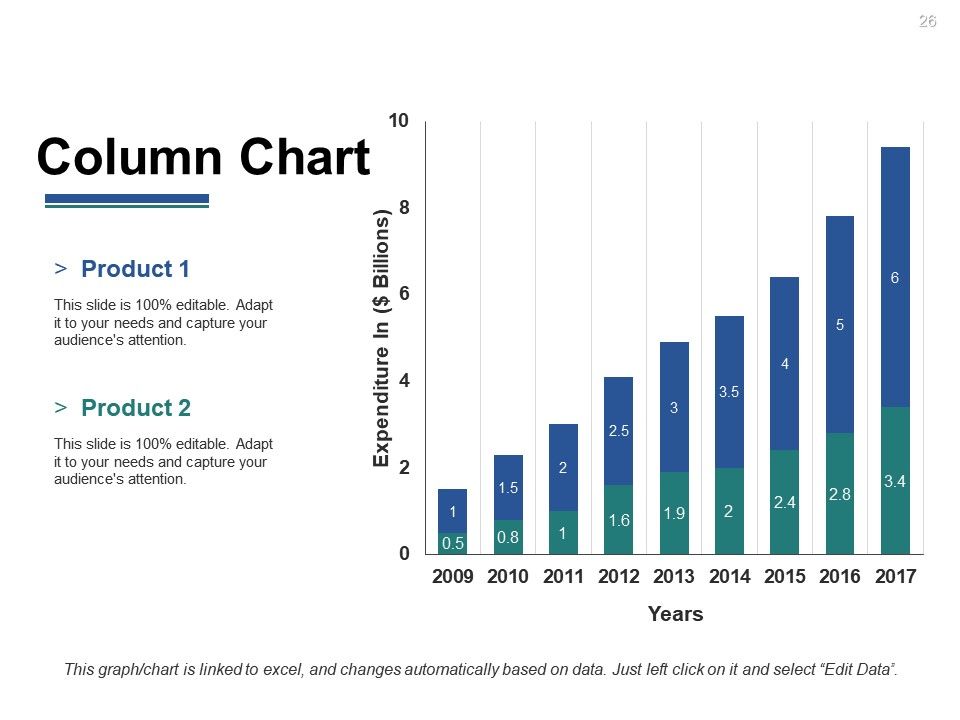 26
Column Chart
> Product 1
This slide is 100% editable. Adapt
it to your needs and capture your
audience's attention.
> Product 2
This slide is 100% editable. Adapt
it to your needs and capture your
audience's attention.
Expenditure In ($ Billions)
10
8
6
4
2
0
1 1.5 2 2.5 3 3.5 4 5 6
0.5 0.8 1 1.6 1.9 2 2.4 2.8 3.4
2009 2010 2011 2012 2013 2014 2015 2016 2017
Years
This graph/chart is linked to excel, and changes automatically based on data. Just left click on it and select “Edit Data”.